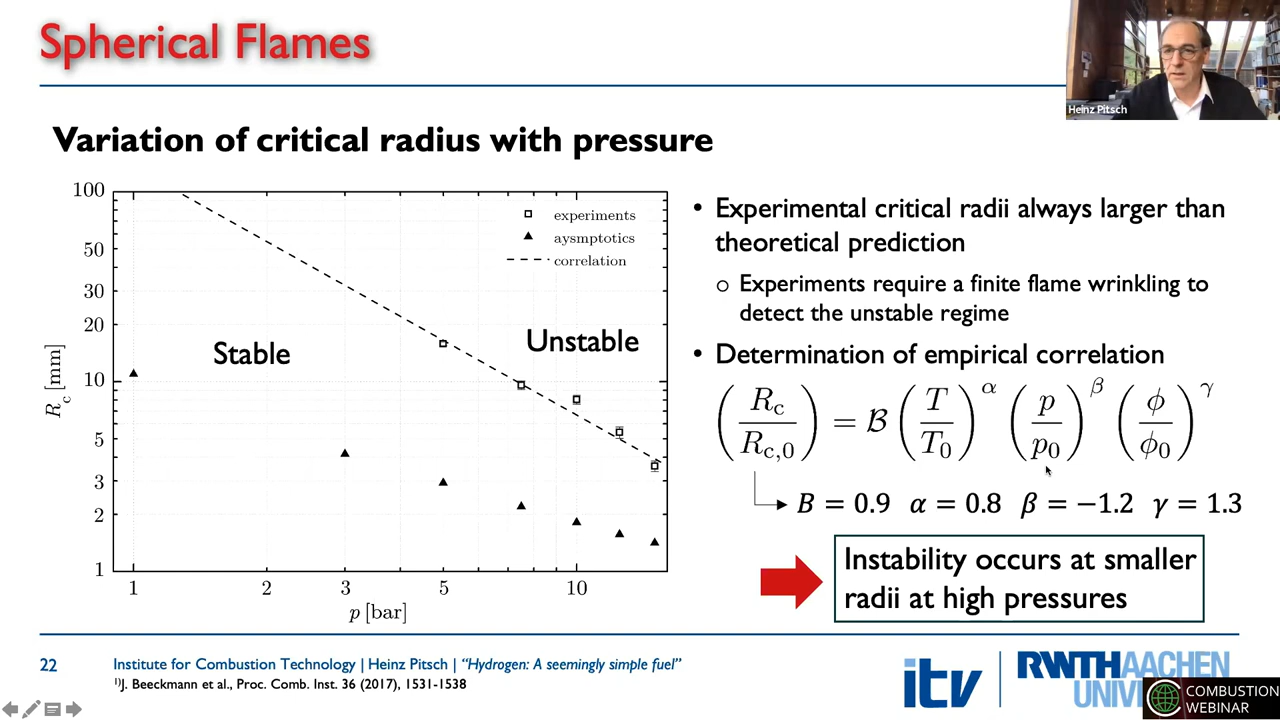 Spherical Flames
Heinz Pitsch
Variation of critical radius with pressure
100
50
30
20
10
5
3
2
1
R_c [mm]
1
2
3
5
10
p [bar]
experiments
aysmptotics
correlation
Stable
Unstable
• Experimental critical radii always larger than
theoretical prediction
o Experiments require a finite flame wrinkling to
detect the unstable regime
• Determination of empirical correlation
(R_c / R_c,0) = B (T / T_0)^α (p / p_0)^β (ϕ / ϕ_0)^γ
B = 0.9 α = 0.8 β = −1.2 γ = 1.3
Instability occurs at smaller
radii at high pressures
22
Institute for Combustion Technology | Heinz Pitsch | “Hydrogen: A seemingly simple fuel”
1)J. Beeckmann et al., Proc. Comb. Inst. 36 (2017), 1531-1538
itv
RWTHAACHEN
UNIV
COMBUSTION
WEBINAR